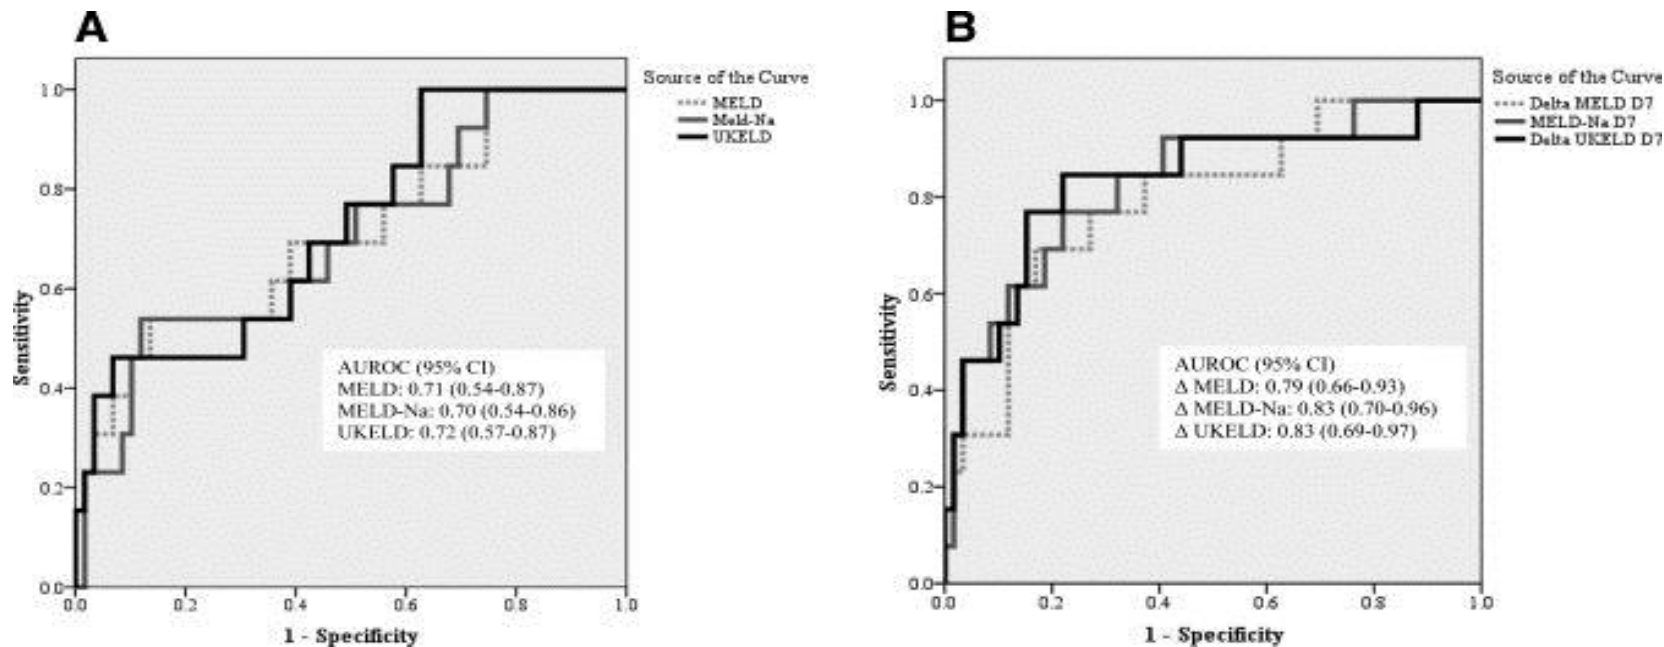 A
Source of the Curve
MELD
Meld-Na
UKELD
1.0
0.8
0.6
0.4
0.2
0.0
Sensitivity
AUROC (95% CI)
MELD: 0.71 (0.54-0.87)
MELD-Na: 0.70 (0.54-0.86)
UKELD: 0.72 (0.57-0.87)
0.0 0.2 0.4 0.6 0.8 1.0
1 - Specificity
B
Source of the Curve
Delta MELD D7
MELD-Na D7
Delta UKELD D7
1.0
0.8
0.6
0.4
0.2
0.0
Sensitivity
AUROC (95% CI)
Δ MELD: 0.79 (0.66-0.93)
Δ MELD-Na: 0.83 (0.70-0.96)
Δ UKELD: 0.83 (0.69-0.97)
0.0 0.2 0.4 0.6 0.8 1.0
1 - Specificity